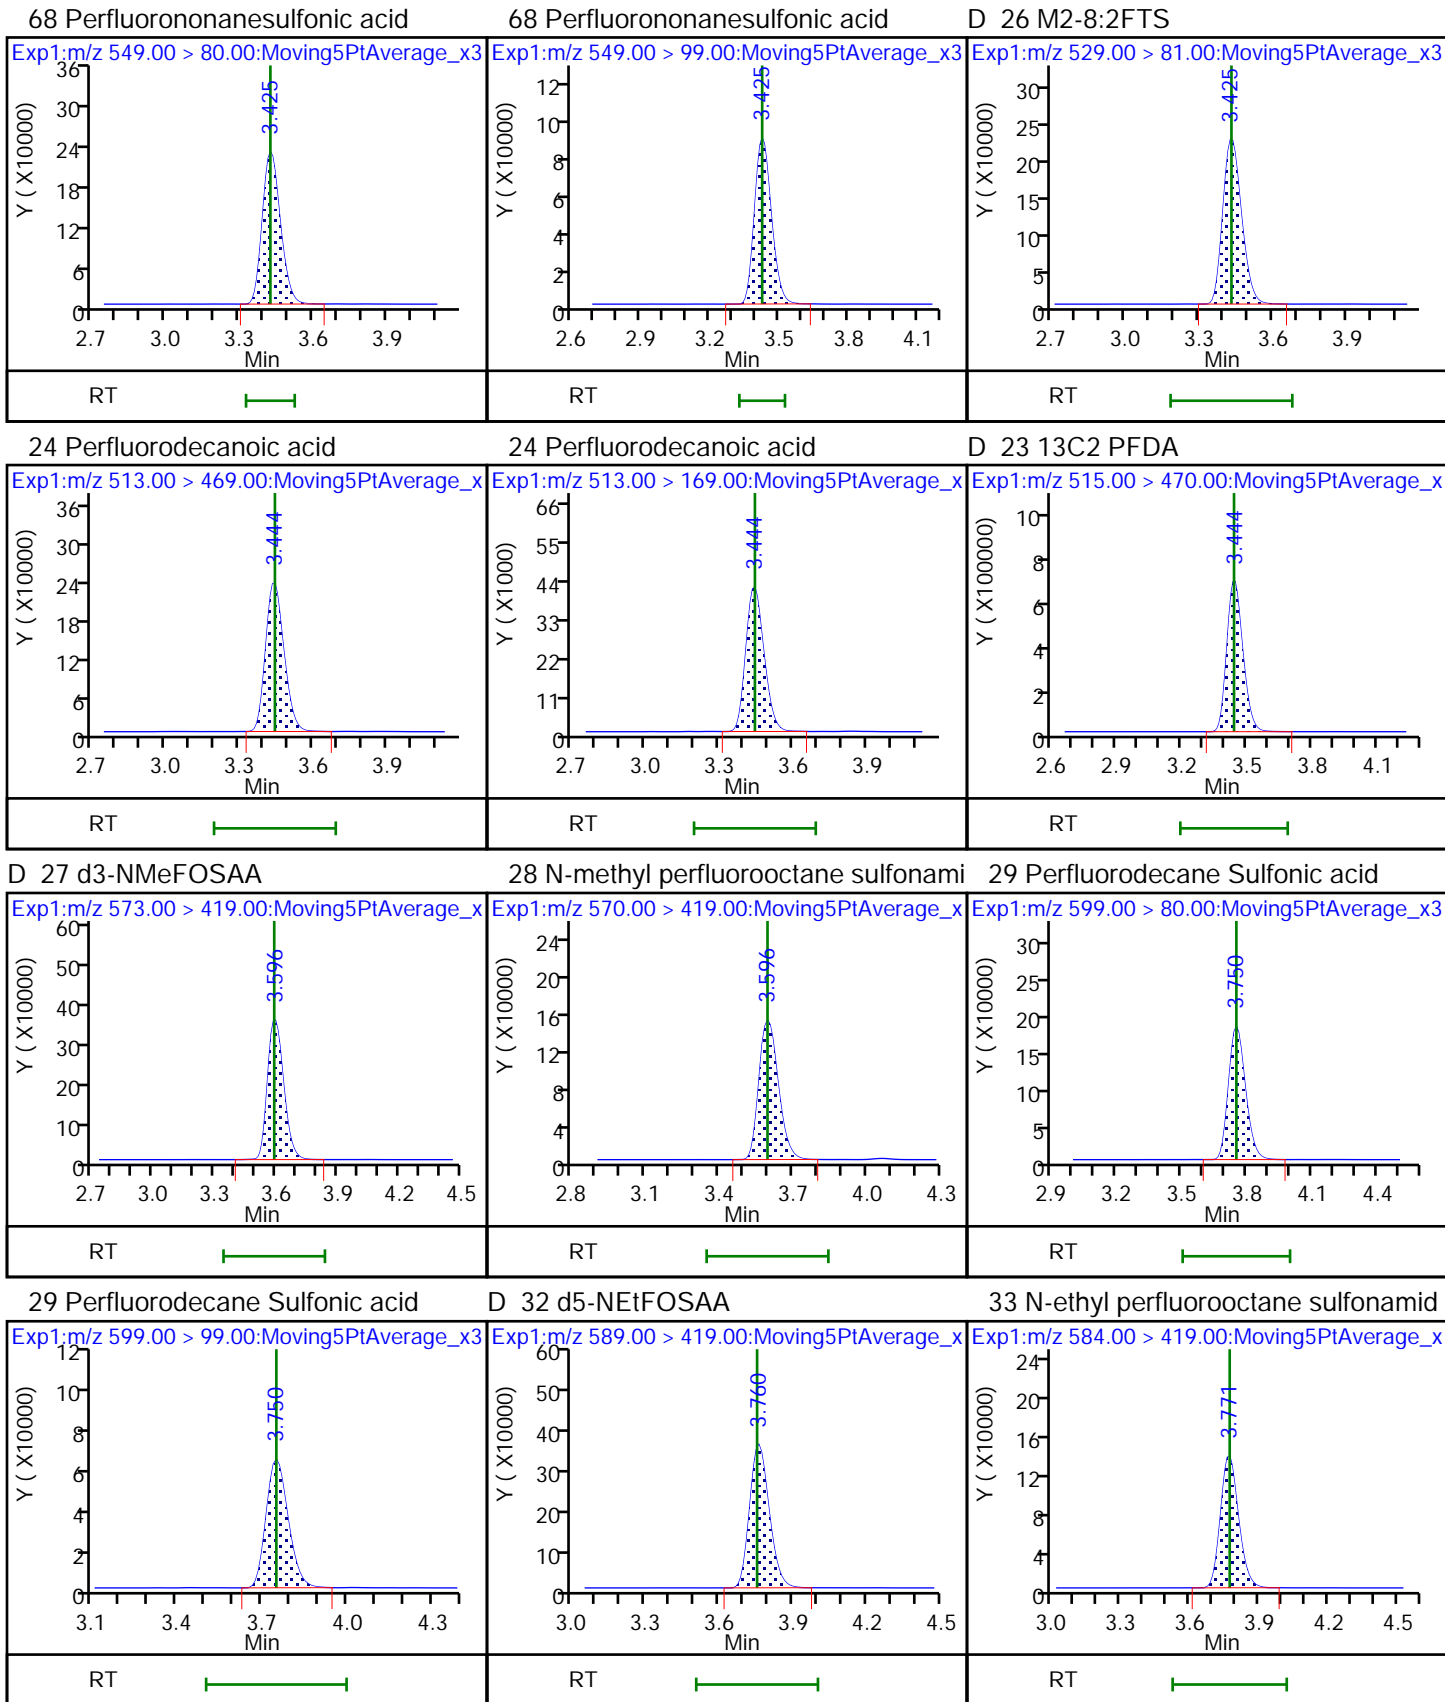 68 Perfluorononanesulfonic acid
Exp1:m/z 549.00 > 80.00:Moving5PtAverage_x3
36
30
24
18
12
6
0
Y ( X10000)
3.425
2.7 3.0 3.3 3.6 3.9
Min
RT
68 Perfluorononanesulfonic acid
Exp1:m/z 549.00 > 99.00:Moving5PtAverage_x3
12
10
8
6
4
2
0
Y ( X10000)
3.425
2.6 2.9 3.2 3.5 3.8 4.1
Min
RT
D 26 M2-8:2FTS
Exp1:m/z 529.00 > 81.00:Moving5PtAverage_x3
30
25
20
15
10
5
0
Y ( X10000)
3.425
2.7 3.0 3.3 3.6 3.9
Min
RT
24 Perfluorodecanoic acid
Exp1:m/z 513.00 > 469.00:Moving5PtAverage_x
36
30
24
18
12
6
0
Y ( X10000)
3.444
2.7 3.0 3.3 3.6 3.9
Min
RT
24 Perfluorodecanoic acid
Exp1:m/z 513.00 > 169.00:Moving5PtAverage_x
66
55
44
33
22
11
0
Y ( X1000)
3.444
2.7 3.0 3.3 3.6 3.9
Min
RT
D 23 13C2 PFDA
Exp1:m/z 515.00 > 470.00:Moving5PtAverage_x
10
8
6
4
2
0
Y ( X100000)
3.444
2.6 2.9 3.2 3.5 3.8 4.1
Min
RT
D 27 d3-NMeFOSAA
Exp1:m/z 573.00 > 419.00:Moving5PtAverage_x
60
50
40
30
20
10
0
Y ( X10000)
3.596
2.7 3.0 3.3 3.6 3.9 4.2 4.5
Min
RT
28 N-methyl perfluorooctane sulfonami
Exp1:m/z 570.00 > 419.00:Moving5PtAverage_x
24
20
16
12
8
4
0
Y ( X10000)
3.596
2.8 3.1 3.4 3.7 4.0 4.3
Min
RT
29 Perfluorodecane Sulfonic acid
Exp1:m/z 599.00 > 80.00:Moving5PtAverage_x3
30
25
20
15
10
5
0
Y ( X10000)
3.750
2.9 3.2 3.5 3.8 4.1 4.4
Min
RT
29 Perfluorodecane Sulfonic acid
Exp1:m/z 599.00 > 99.00:Moving5PtAverage_x3
12
10
8
6
4
2
0
Y ( X10000)
3.750
3.1 3.4 3.7 4.0 4.3
Min
RT
D 32 d5-NEtFOSAA
Exp1:m/z 589.00 > 419.00:Moving5PtAverage_x
60
50
40
30
20
10
0
Y ( X10000)
3.760
3.0 3.3 3.6 3.9 4.2 4.5
Min
RT
33 N-ethyl perfluorooctane sulfonamid
Exp1:m/z 584.00 > 419.00:Moving5PtAverage_x
24
20
16
12
8
4
0
Y ( X10000)
3.771
3.0 3.3 3.6 3.9 4.2 4.5
Min
RT